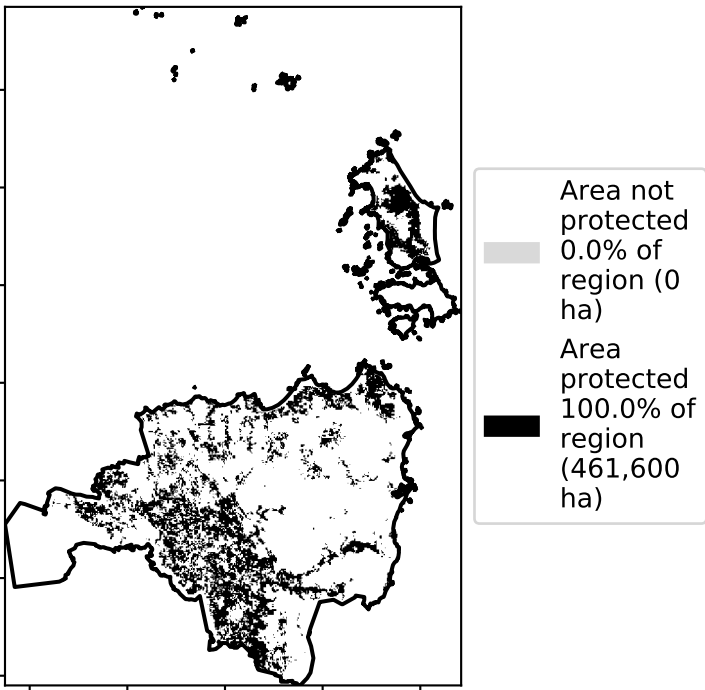 Area not
protected
0.0% of
region (0
ha)
Area
protected
100.0% of
region
(461,600
ha)